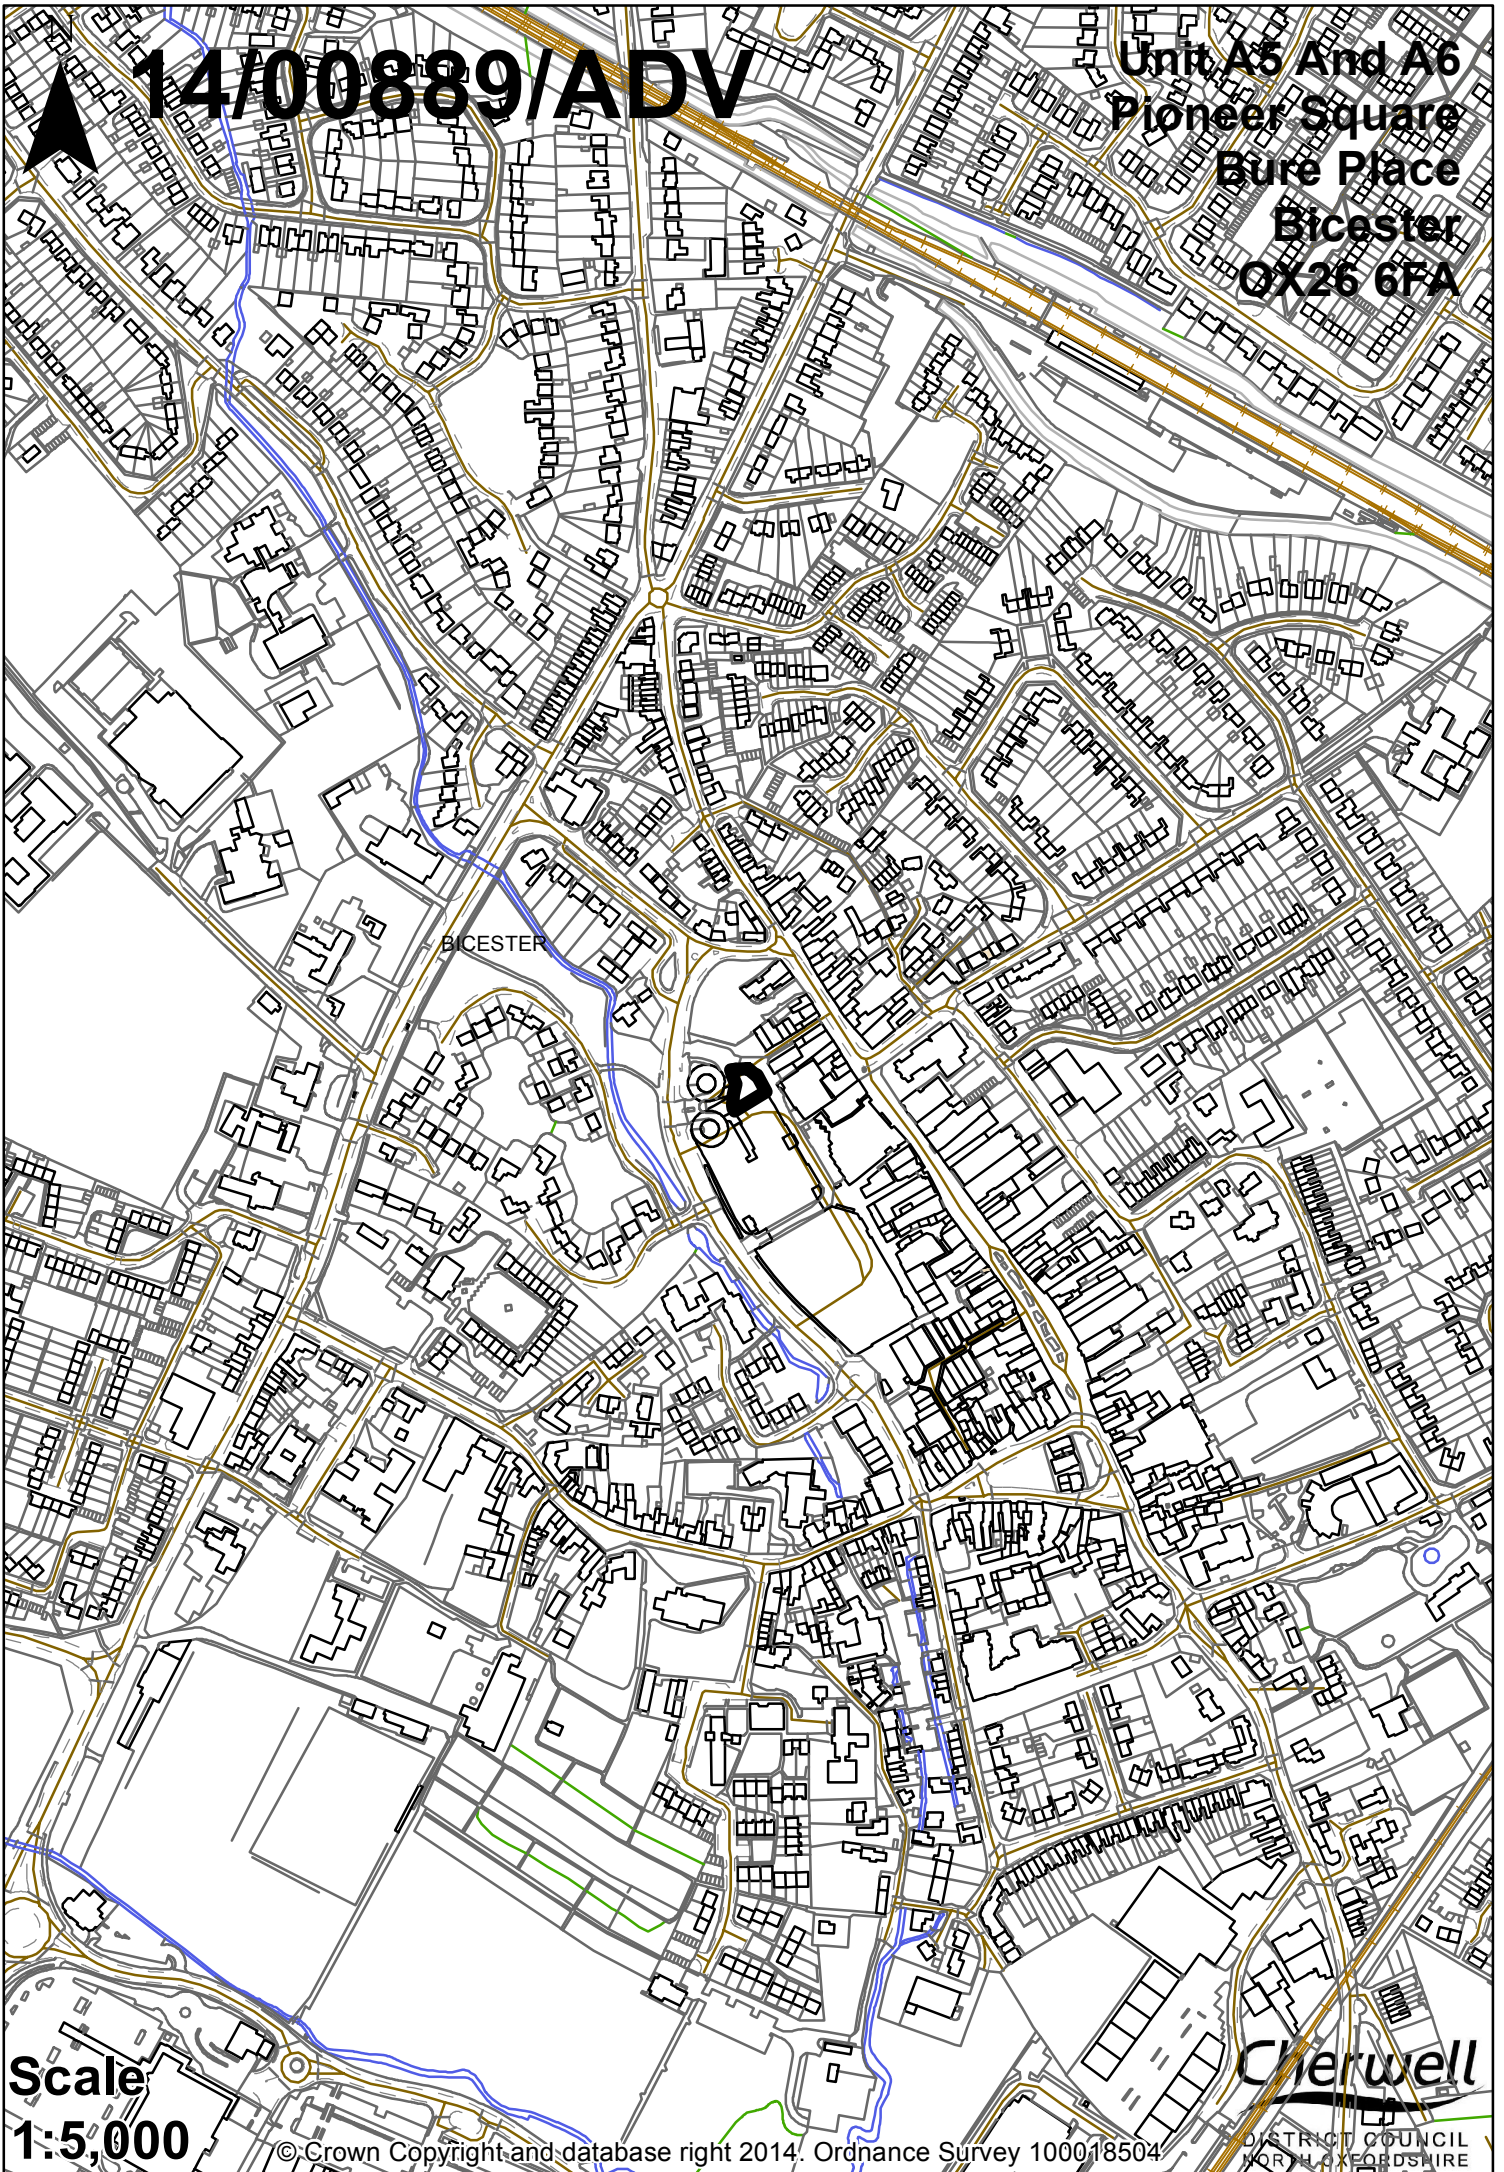 N
14/00889/ADV
Unit A5 And A6
Pioneer Square
Bure Place
Bicester
OX26 6FA
BICESTER
Scale
1:5,000
© Crown Copyright and database right 2014. Ordnance Survey 100018504
Cherwell
DISTRICT COUNCIL
NORTH OXFORDSHIRE